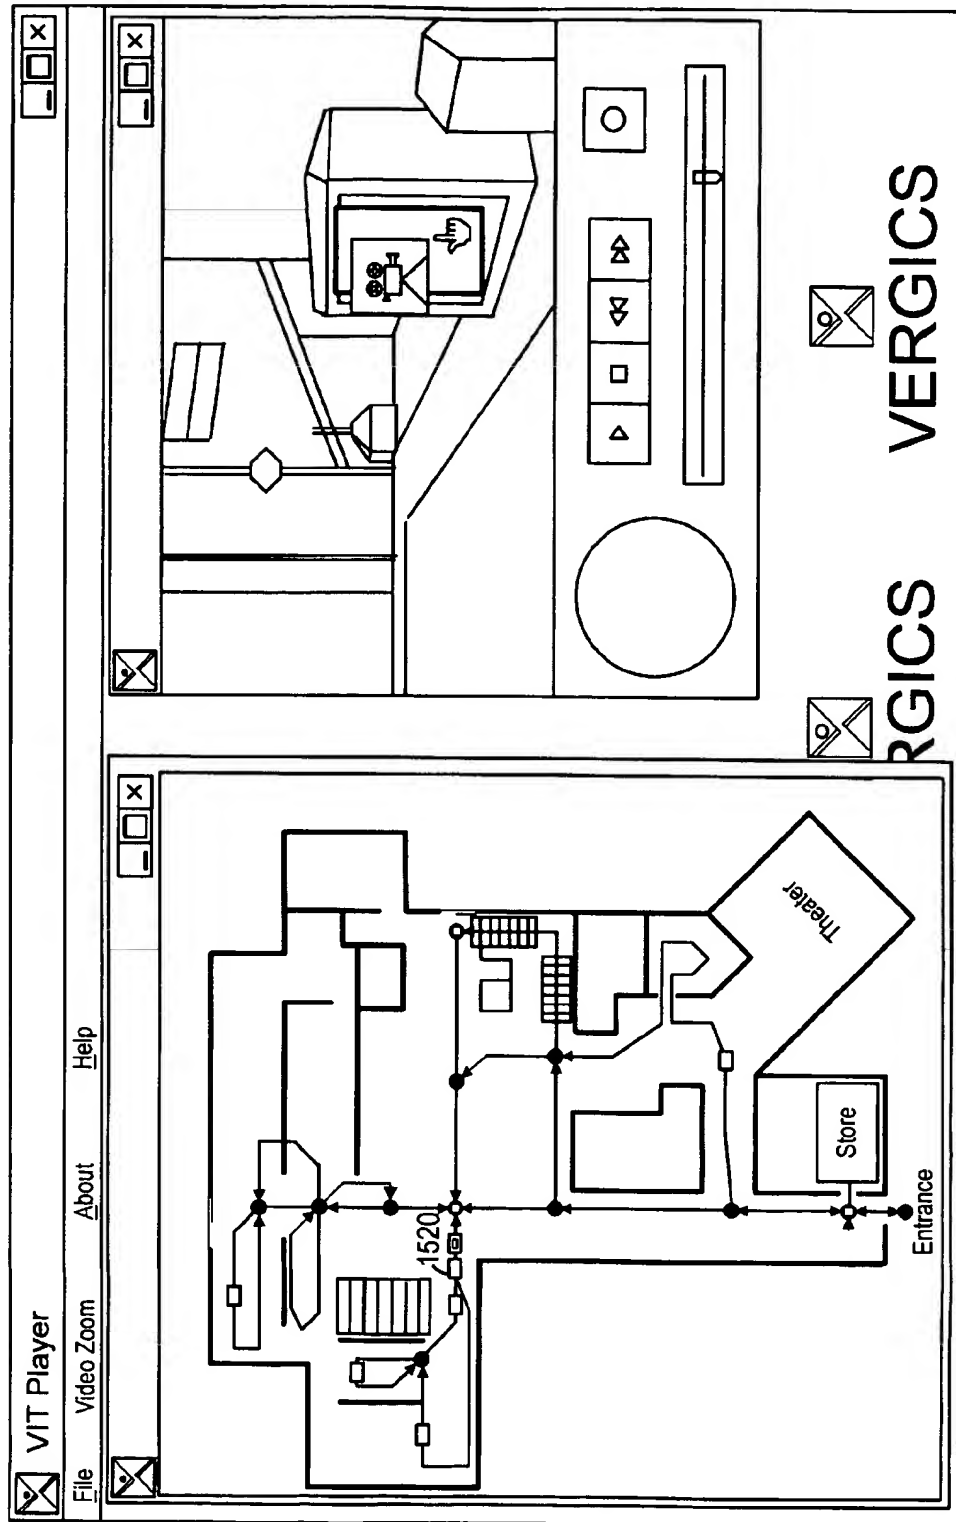 VIT Player
File Video Zoom About Help
1520
Theater
Store
Entrance
RGICS VERGICS